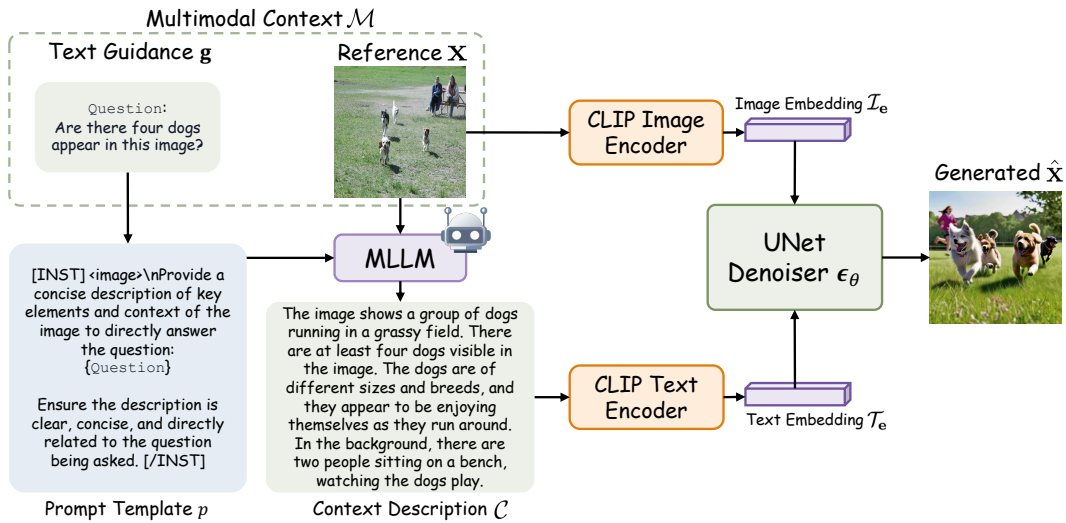 Multimodal Context ℳ
Text Guidance g
Reference X
Question:
Are there four dogs
appear in this image?
CLIP Image
Encoder
Image Embedding ℐₑ
Generated x̂
UNet
Denoiser ϵ_θ
MLLM
[INST] <image>\nProvide a
concise description of key
elements and context of the
image to directly answer
the question:
{Question}
Ensure the description is
clear, concise, and directly
related to the question
being asked. [/INST]
Prompt Template p
The image shows a group of dogs
running in a grassy field. There
are at least four dogs visible in
the image. The dogs are of
different sizes and breeds, and
they appear to be enjoying
themselves as they run around.
In the background, there are
two people sitting on a bench,
watching the dogs play.
Context Description 𝒞
CLIP Text
Encoder
Text Embedding 𝒯ₑ